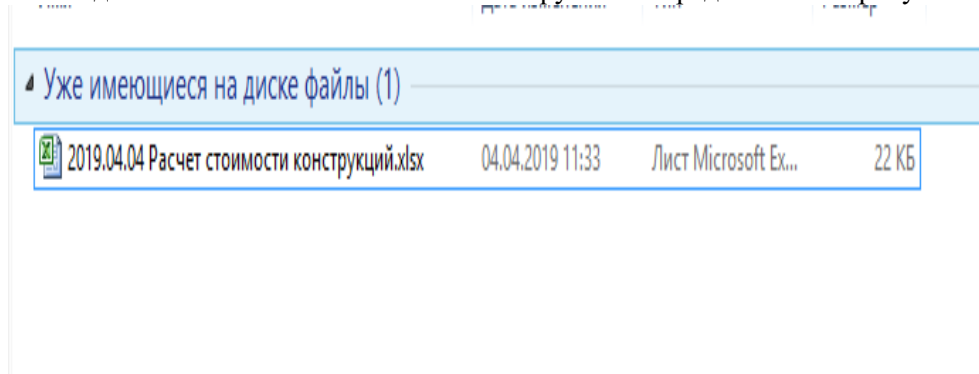 Уже имеющиеся на диске файлы (1)
2019.04.04 Расчет стоимости конструкций.xlsx 04.04.2019 11:33 Лист Microsoft Ex... 22 КБ